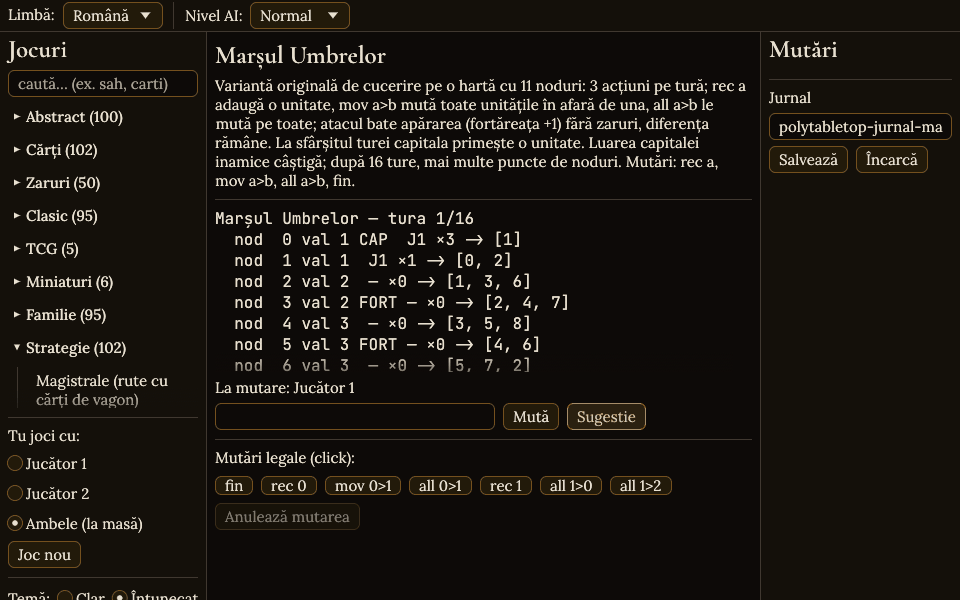 Limbă: Română ▼ Nivel AI: Normal ▼
Jocuri
caută... (ex. sah, carti)
▸ Abstract (100)
▸ Cărți (102)
▸ Zaruri (50)
▸ Clasic (95)
▸ TCG (5)
▸ Miniaturi (6)
▸ Familie (95)
▾ Strategie (102)
Magistrale (rute cu
cărți de vagon)
Tu joci cu:
Jucător 1
Jucător 2
Ambele (la masă)
Joc nou
Temă: Clar Întunecat
Marșul Umbrelor
Variantă originală de cucerire pe o hartă cu 11 noduri: 3 acțiuni pe tură; rec a
adaugă o unitate, mov a>b mută toate unitățile în afară de una, all a>b le
mută pe toate; atacul bate apărarea (fortăreața +1) fără zaruri, diferența
rămâne. La sfârșitul turei capitala primește o unitate. Luarea capitalei
inamice câștigă; după 16 ture, mai multe puncte de noduri. Mutări: rec a,
mov a>b, all a>b, fin.
Marșul Umbrelor — tura 1/16
nod 0 val 1 CAP J1 ×3 → [1]
nod 1 val 1 J1 ×1 → [0, 2]
nod 2 val 2 — ×0 → [1, 3, 6]
nod 3 val 2 FORT — ×0 → [2, 4, 7]
nod 4 val 3 — ×0 → [3, 5, 8]
nod 5 val 3 FORT — ×0 → [4, 6]
nod 6 val 3 — ×0 → [5, 7, 2]
La mutare: Jucător 1
Mută Sugestie
Mutări legale (click):
fin rec 0 mov 0>1 all 0>1 rec 1 all 1>0 all 1>2
Anulează mutarea
Mutări
Jurnal
polytabletop-jurnal-ma
Salvează Încarcă